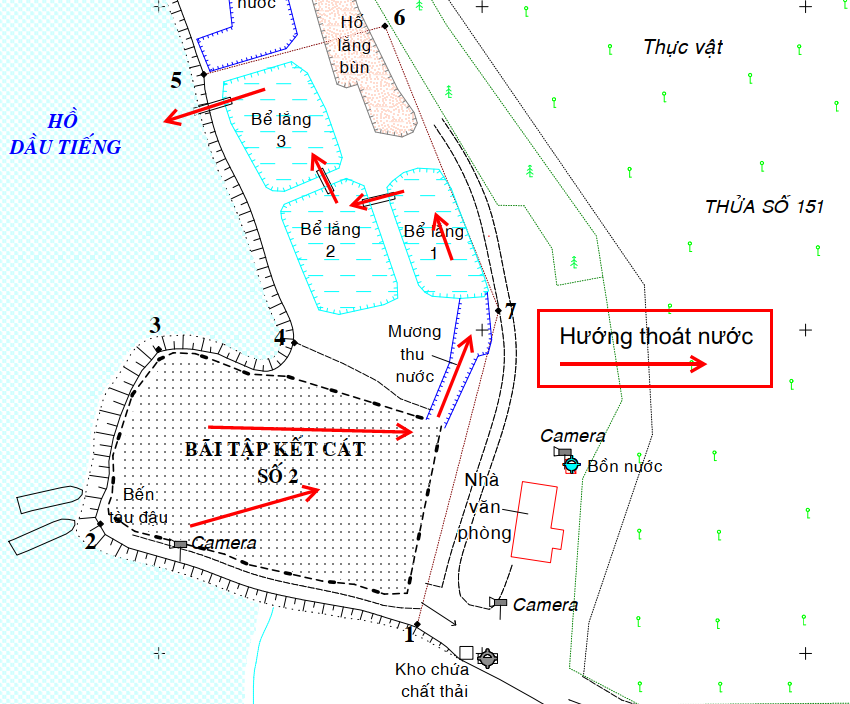 nước
6
Hố
lắng
bùn
Thực vật
5
HỒ
DẦU TIẾNG
Bể lắng
3
THỬA SỐ 151
Bể lắng
2
Bể lắng
1
7
3
4
Mương
thu
nước
Hướng thoát nước
BÃI TẬP KẾT CÁT
SỐ 2
Camera
Bồn nước
Nhà
văn
phòng
Bến
tàu đậu
2
Camera
Camera
1
Kho chứa
chất thải